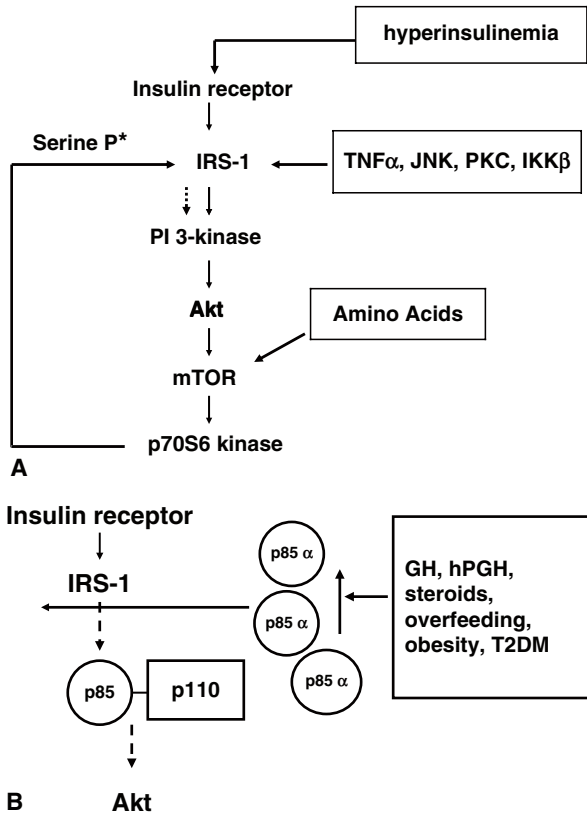 hyperinsulinemia
Insulin receptor
Serine P*
IRS-1
TNFα, JNK, PKC, IKKβ
PI 3-kinase
Akt
Amino Acids
mTOR
p70S6 kinase
A
Insulin receptor
IRS-1
p85 α
p85 α
p85 α
GH, hPGH,
steroids,
overfeeding,
obesity, T2DM
p85
p110
B
Akt